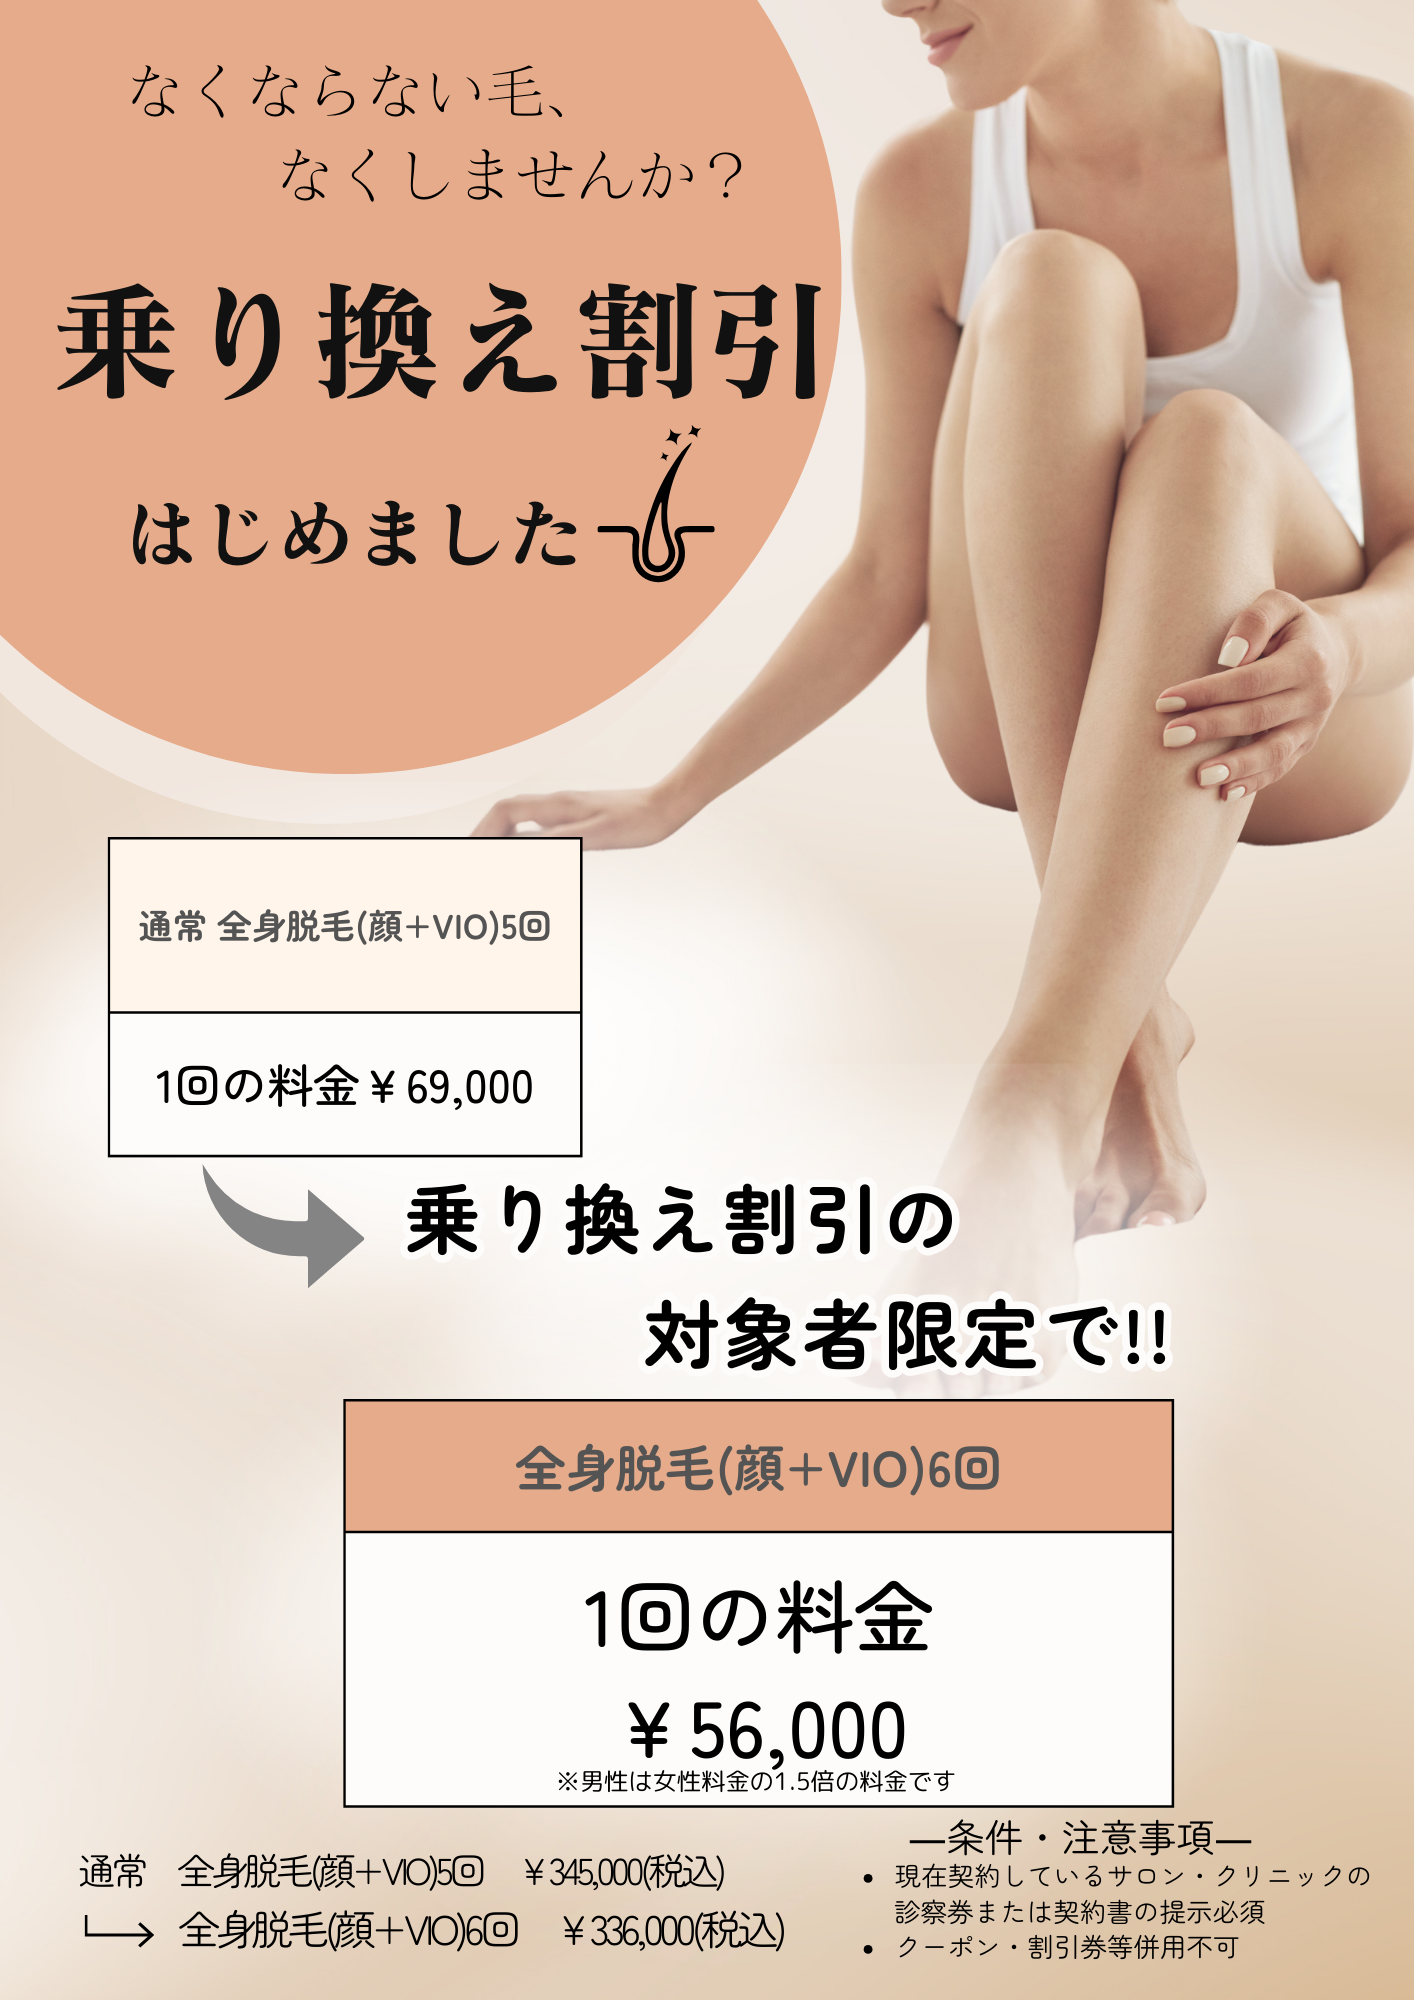 なくならない毛、
なくしませんか？
乗り換え割引
はじめました
通常 全身脱毛(顔＋VIO)5回
1回の料金￥69,000
乗り換え割引の
対象者限定で!!
全身脱毛(顔＋VIO)6回
1回の料金
￥56,000
※男性は女性料金の1.5倍の料金です
通常 全身脱毛(顔＋VIO)5回 ￥345,000(税込)
全身脱毛(顔＋VIO)6回 ￥336,000(税込)
―条件・注意事項―
• 現在契約しているサロン・クリニックの
診察券または契約書の提示必須
• クーポン・割引券等併用不可